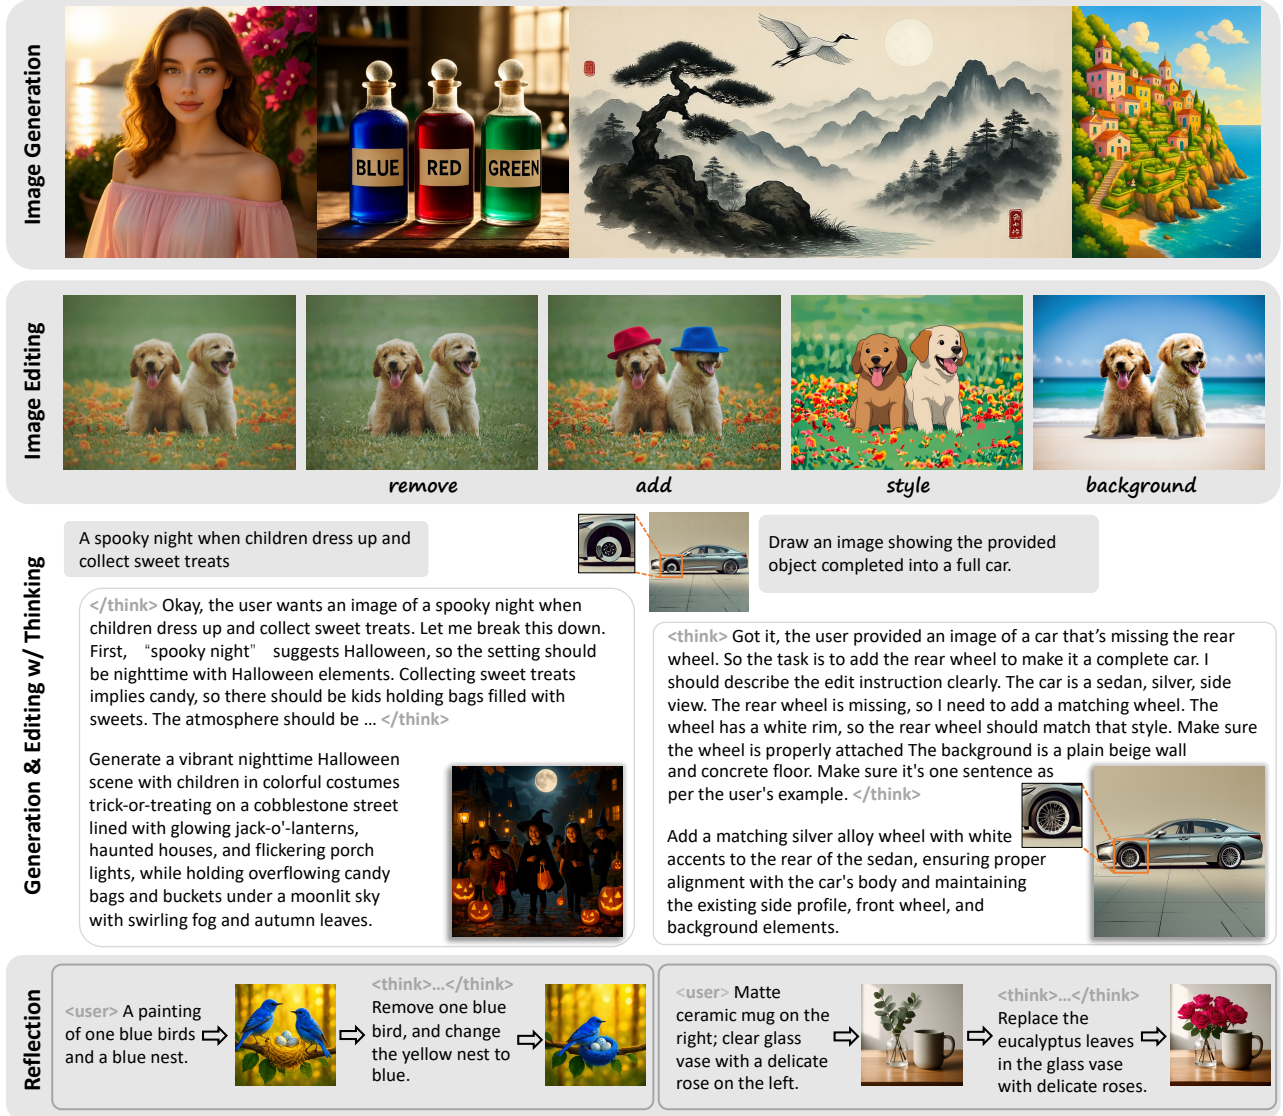 Image Generation
BLUE
RED
GREEN
Image Editing
remove
add
style
background
Generation & Editing w/ Thinking
A spooky night when children dress up and
collect sweet treats
</think> Okay, the user wants an image of a spooky night when
children dress up and collect sweet treats. Let me break this down.
First, “spooky night” suggests Halloween, so the setting should
be nighttime with Halloween elements. Collecting sweet treats
implies candy, so there should be kids holding bags filled with
sweets. The atmosphere should be ... </think>
Generate a vibrant nighttime Halloween
scene with children in colorful costumes
trick-or-treating on a cobblestone street
lined with glowing jack-o'-lanterns,
haunted houses, and flickering porch
lights, while holding overflowing candy
bags and buckets under a moonlit sky
with swirling fog and autumn leaves.
Draw an image showing the provided
object completed into a full car.
<think> Got it, the user provided an image of a car that’s missing the rear
wheel. So the task is to add the rear wheel to make it a complete car. I
should describe the edit instruction clearly. The car is a sedan, silver, side
view. The rear wheel is missing, so I need to add a matching wheel. The
wheel has a white rim, so the rear wheel should match that style. Make sure
the wheel is properly attached The background is a plain beige wall
and concrete floor. Make sure it's one sentence as
per the user's example. </think>
Add a matching silver alloy wheel with white
accents to the rear of the sedan, ensuring proper
alignment with the car's body and maintaining
the existing side profile, front wheel, and
background elements.
Reflection
<user> A painting
of one blue birds
and a blue nest.
<think>...</think>
Remove one blue
bird, and change
the yellow nest to
blue.
<user> Matte
ceramic mug on the
right; clear glass
vase with a delicate
rose on the left.
<think>...</think>
Replace the
eucalyptus leaves
in the glass vase
with delicate roses.